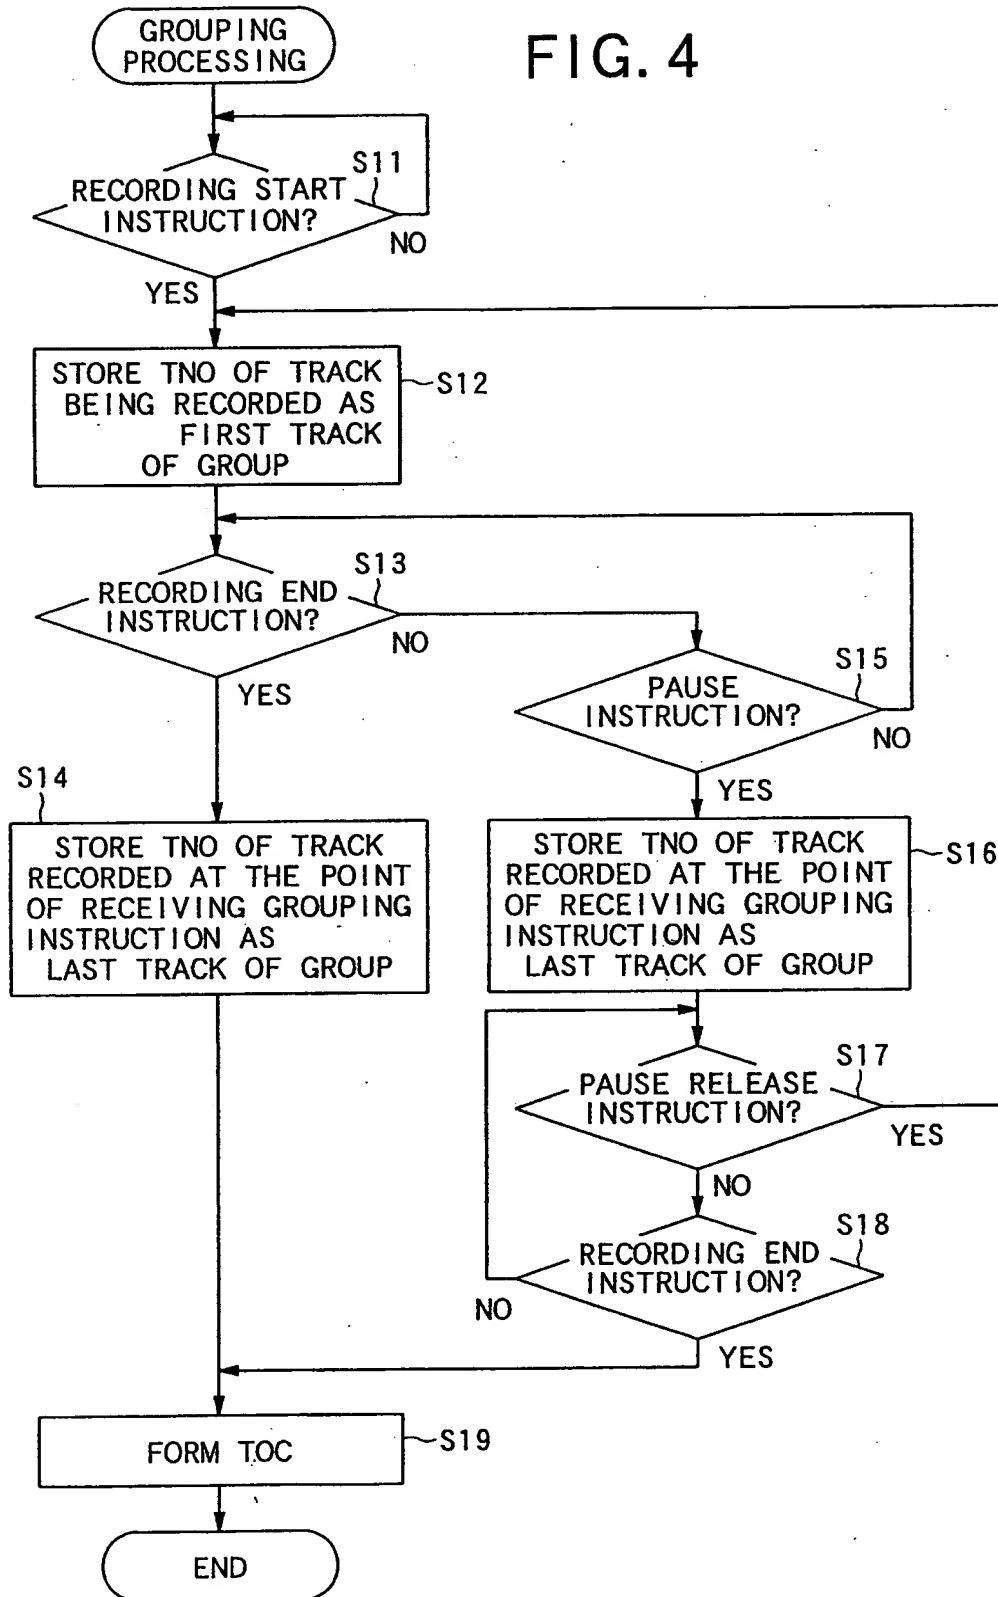 GROUPING
PROCESSING
FIG. 4
S11
RECORDING START
INSTRUCTION?
NO
YES
STORE TNO OF TRACK
BEING RECORDED AS
FIRST TRACK
OF GROUP
S12
S13
RECORDING END
INSTRUCTION?
NO
YES
S15
PAUSE
INSTRUCTION?
NO
YES
S14
STORE TNO OF TRACK
RECORDED AT THE POINT
OF RECEIVING GROUPING
INSTRUCTION AS
LAST TRACK OF GROUP
STORE TNO OF TRACK
RECORDED AT THE POINT
OF RECEIVING GROUPING
INSTRUCTION AS
LAST TRACK OF GROUP
S16
S17
PAUSE RELEASE
INSTRUCTION?
YES
NO
S18
RECORDING END
INSTRUCTION?
NO
YES
FORM TOC
S19
END